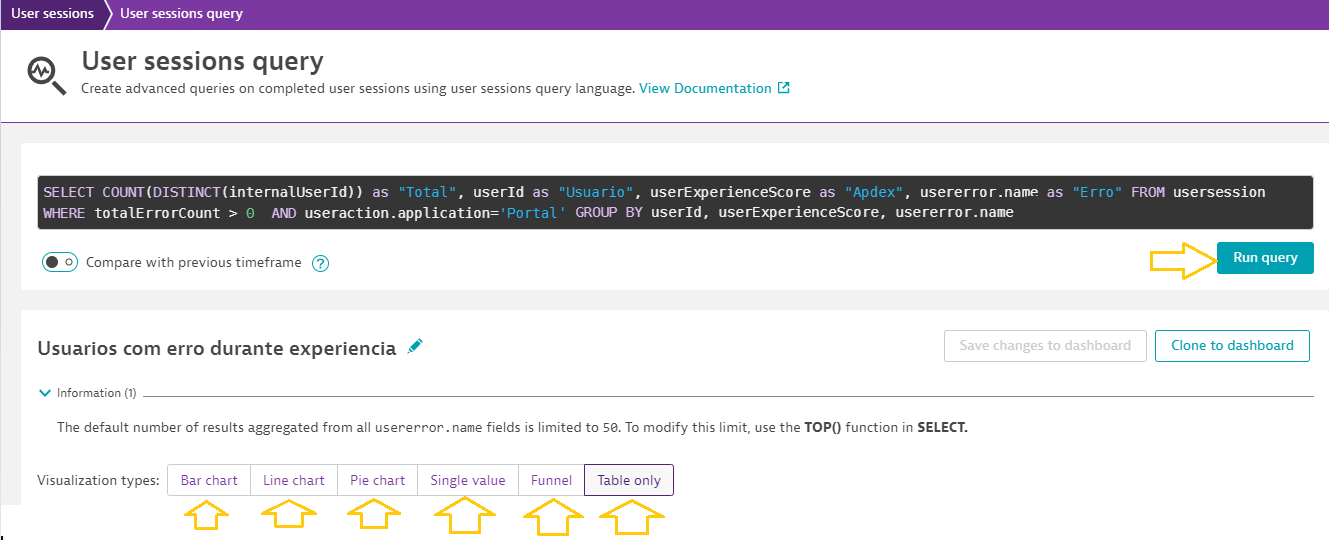 User sessions User sessions query
User sessions query
Create advanced queries on completed user sessions using user sessions query language. View Documentation
SELECT COUNT(DISTINCT(internalUserId)) as "Total", userId as "Usuario", userExperienceScore as "Apdex", usererror.name as "Erro" FROM usersession
WHERE totalErrorCount > 0 AND useraction.application='Portal' GROUP BY userId, userExperienceScore, usererror.name
Compare with previous timeframe ?
Run query
Usuarios com erro durante experiencia
Save changes to dashboard Clone to dashboard
Information (1)
The default number of results aggregated from all usererror.name fields is limited to 50. To modify this limit, use the TOP() function in SELECT.
Visualization types: Bar chart Line chart Pie chart Single value Funnel Table only